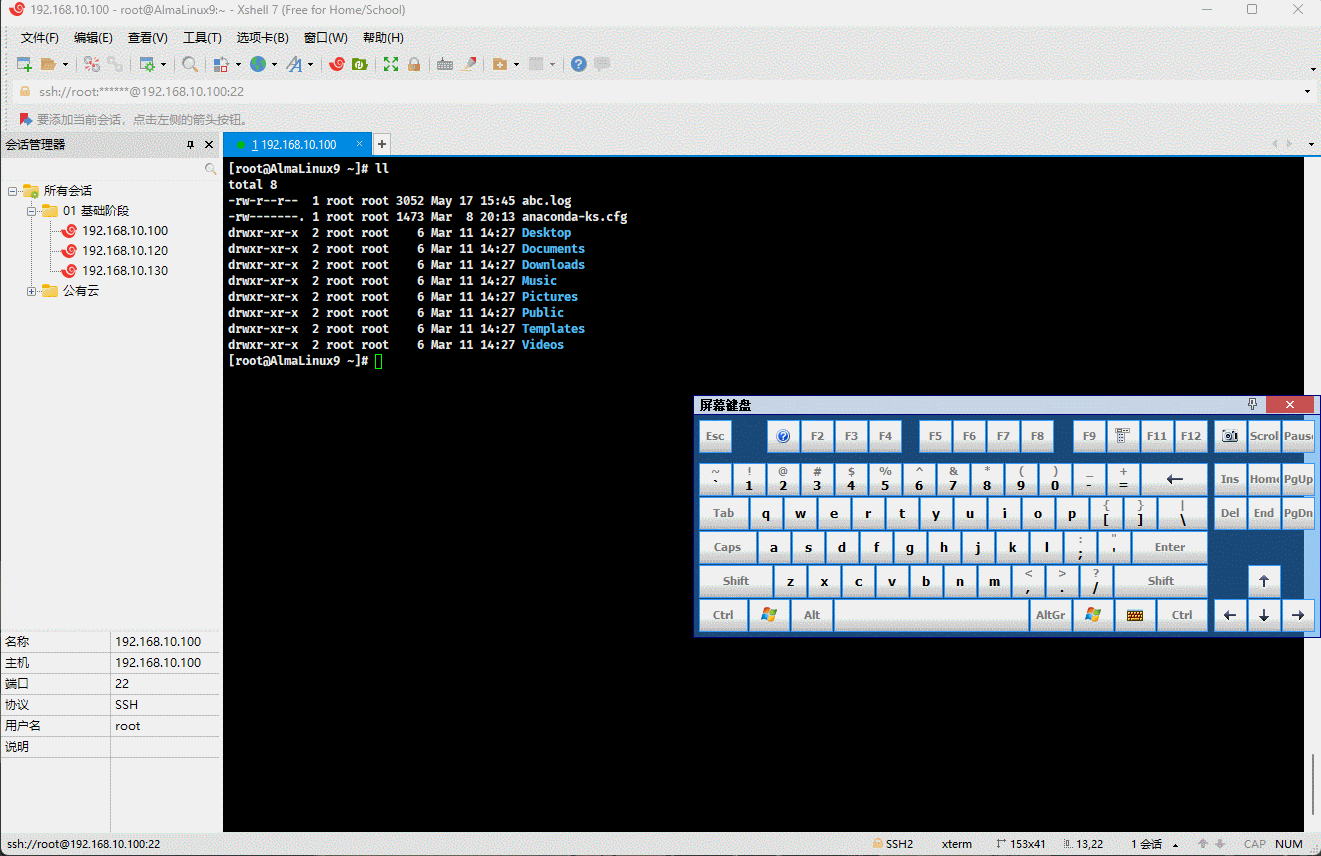 192.168.10.100 - root@AlmaLinux9:~ - Xshell 7 (Free for Home/School)
文件(F) 编辑(E) 查看(V) 工具(T) 选项卡(B) 窗口(W) 帮助(H)
ssh://root:******@192.168.10.100:22
要添加当前会话，点击左侧的箭头按钮。
会话管理器
1 192.168.10.100
所有会话
01 基础阶段
192.168.10.100
192.168.10.120
192.168.10.130
公有云
[root@AlmaLinux9 ~]# ll
total 8
-rw-r--r--  1 root root 3052 May 17 15:45 abc.log
-rw-------. 1 root root 1473 Mar  8 20:13 anaconda-ks.cfg
drwxr-xr-x  2 root root    6 Mar 11 14:27 Desktop
drwxr-xr-x  2 root root    6 Mar 11 14:27 Documents
drwxr-xr-x  2 root root    6 Mar 11 14:27 Downloads
drwxr-xr-x  2 root root    6 Mar 11 14:27 Music
drwxr-xr-x  2 root root    6 Mar 11 14:27 Pictures
drwxr-xr-x  2 root root    6 Mar 11 14:27 Public
drwxr-xr-x  2 root root    6 Mar 11 14:27 Templates
drwxr-xr-x  2 root root    6 Mar 11 14:27 Videos
[root@AlmaLinux9 ~]#
屏幕键盘
Esc F2 F3 F4 F5 F6 F7 F8 F9 F11 F12 Scrol Paus
~ ! @ # $ % ^ & * ( ) _ +
` 1 2 3 4 5 6 7 8 9 0 - = ← Ins Home PgUp
{ } |
Tab q w e r t y u i o p [ ] \ Del End PgDn
: "
Caps a s d f g h j k l ; ' Enter
< > ?
Shift z x c v b n m , . / Shift ↑
Ctrl Alt AltGr Ctrl ← ↓ →
名称 192.168.10.100
主机 192.168.10.100
端口 22
协议 SSH
用户名 root
说明
ssh://root@192.168.10.100:22 SSH2 xterm 153x41 13,22 1 会话 CAP NUM